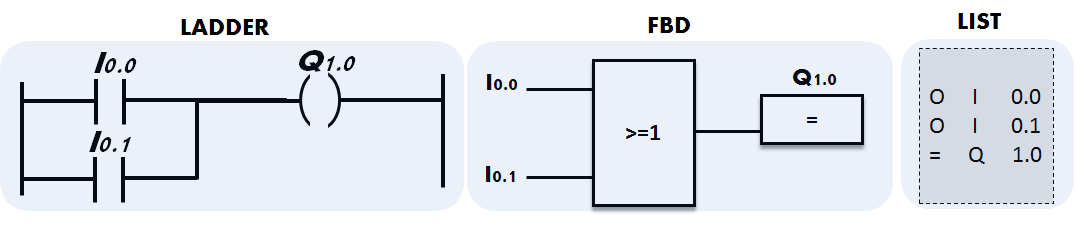 LADDER
I0.0
Q1.0
I0.1
FBD
I0.0
Q1.0
>=1
=
I0.1
LIST
O I 0.0
O I 0.1
= Q 1.0